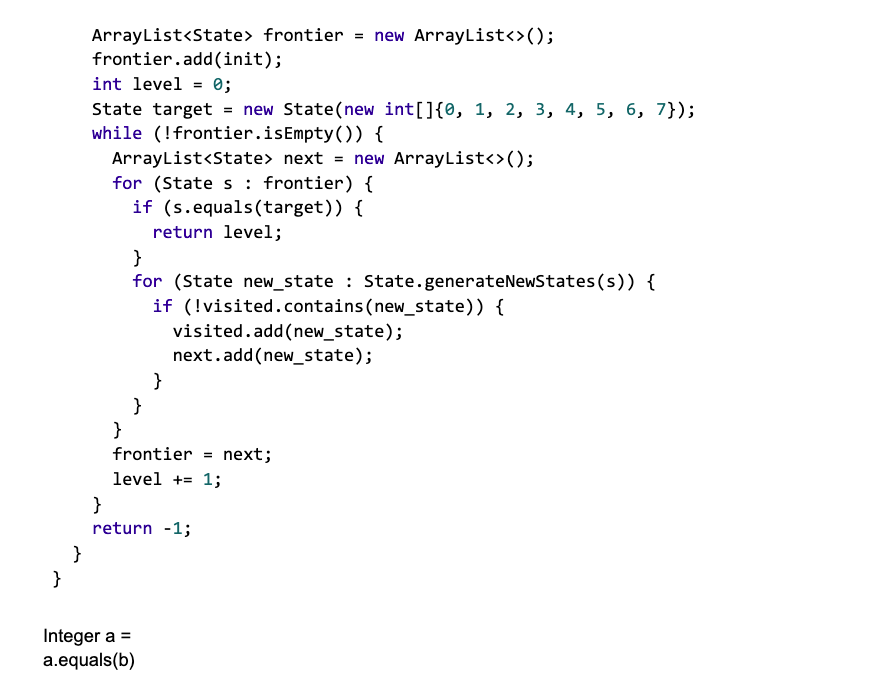 ArrayList<State> frontier = new ArrayList<>();
frontier.add(init);
int level = 0;
State target = new State(new int[]{0, 1, 2, 3, 4, 5, 6, 7});
while (!frontier.isEmpty()) {
ArrayList<State> next = new ArrayList<>();
for (State s : frontier) {
if (s.equals(target)) {
return level;
}
for (State new_state : State.generateNewStates(s)) {
if (!visited.contains(new_state)) {
visited.add(new_state);
next.add(new_state);
}
}
}
frontier = next;
level += 1;
}
return -1;
}
}
Integer a =
a.equals(b)